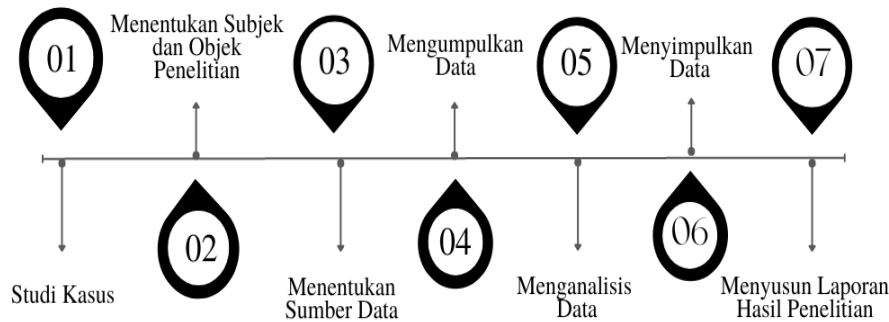 01
Studi Kasus
Menentukan Subjek
dan Objek
Penelitian
02
03
Menentukan
Sumber Data
Mengumpulkan
Data
04
05
Menganalisis
Data
Menyimpulkan
Data
06
07
Menyusun Laporan
Hasil Penelitian